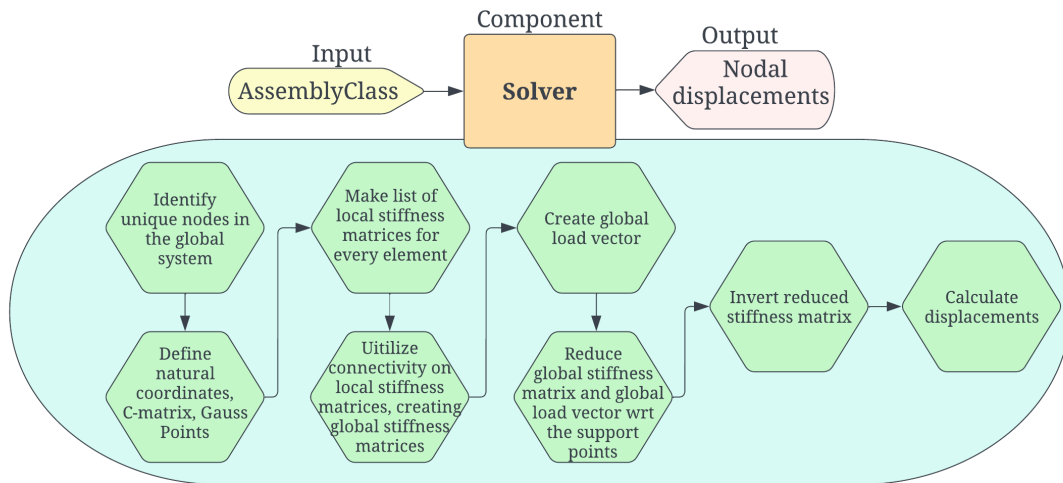 Component
Input
Output
AssemblyClass
Solver
Nodal
displacements
Identify
unique nodes in
the global
system
Define
natural
coordinates,
C-matrix, Gauss
Points
Make list of
local stiffness
matrices for
every element
Uitilize
connectivity on
local stiffness
matrices, creating
global stiffness
matrices
Create global
load vector
Reduce
global stiffness
matrix and global
load vector wrt
the support
points
Invert reduced
stiffness matrix
Calculate
displacements